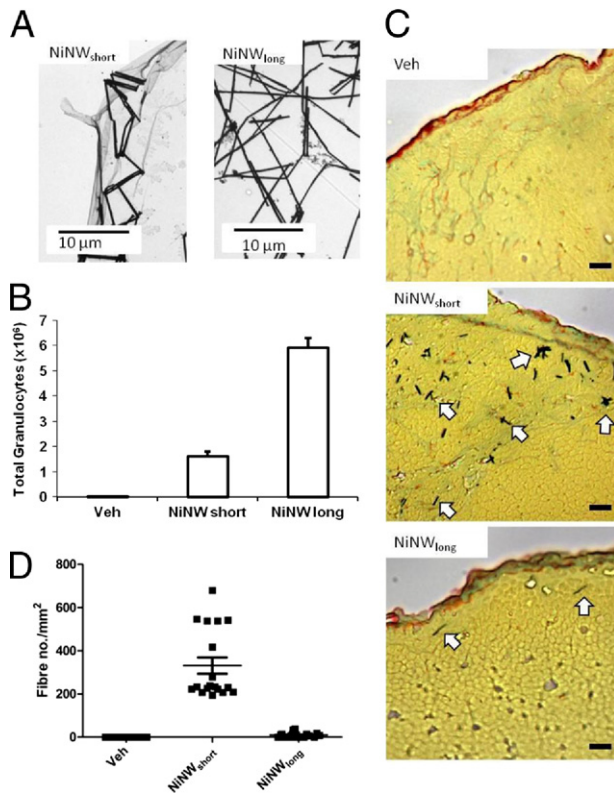 A
NiNWshort
NiNWlong
10 µm
10 µm
B
Total Granulocytes (x10⁶)
7
6
5
4
3
2
1
0
Veh
NiNW short
NiNW long
C
Veh
NiNWshort
NiNWlong
D
Fibre no./mm²
800
600
400
200
0
Veh
NiNWshort
NiNWlong